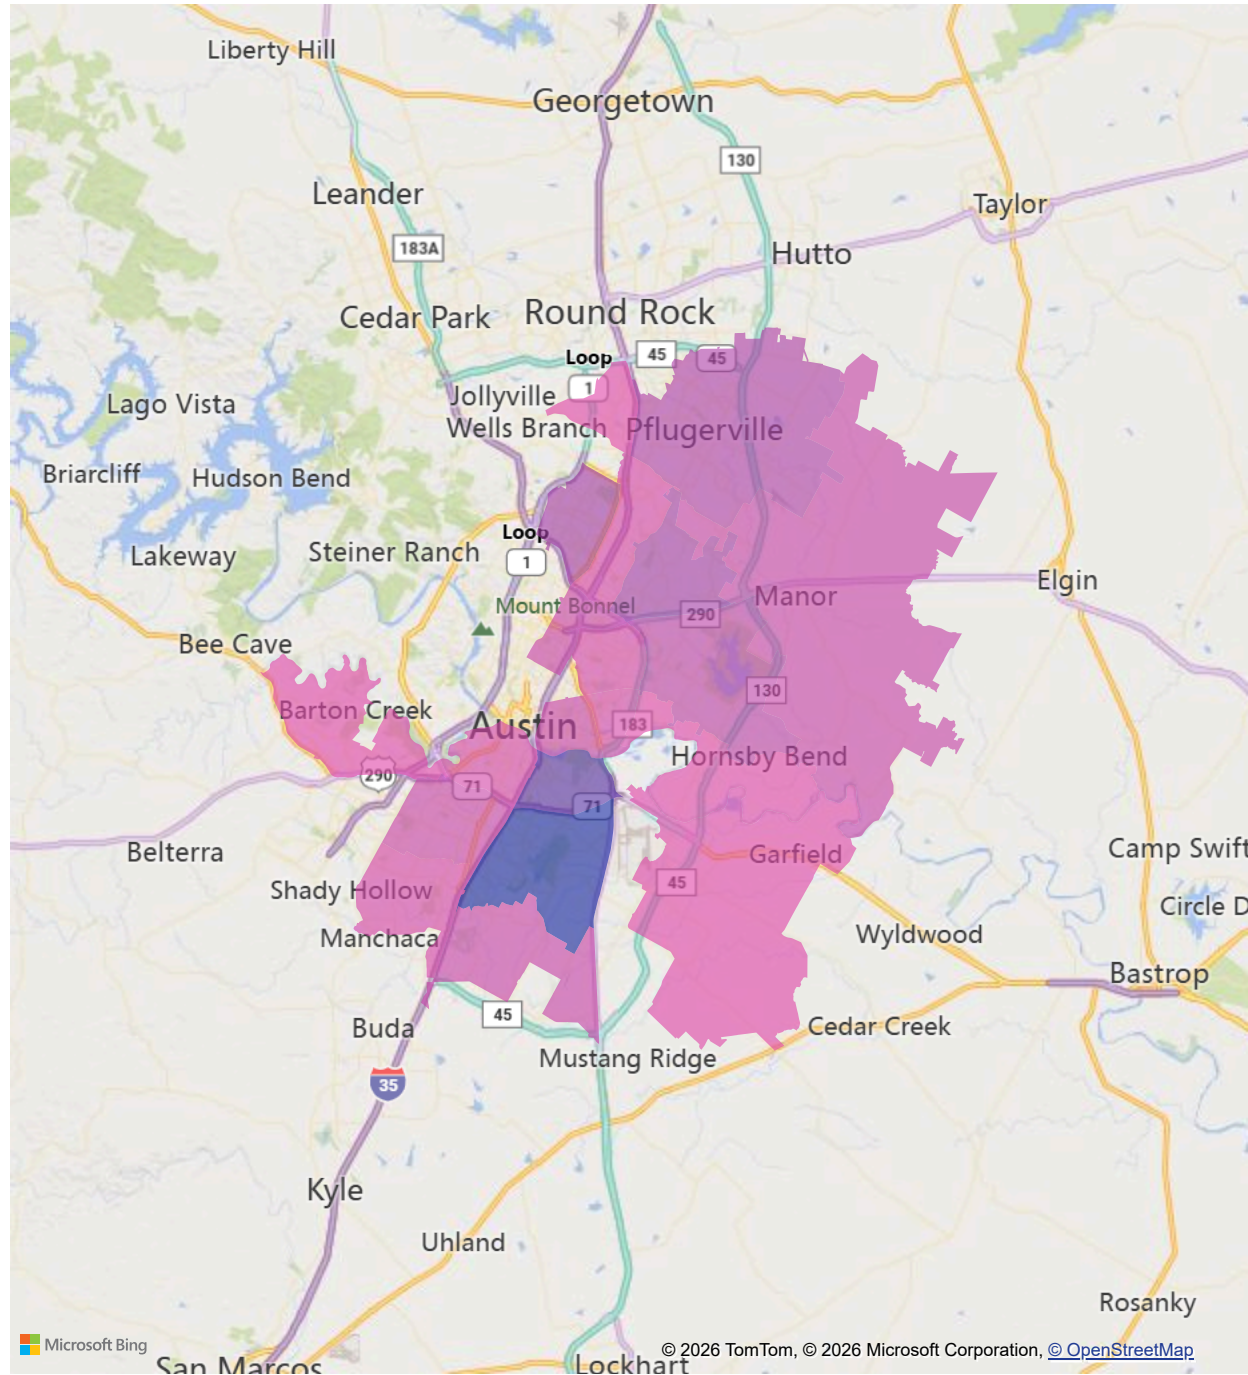 Liberty Hill
Georgetown
130
Leander
Taylor
183A
Hutto
Cedar Park
Round Rock
Loop
45
45
1
Jollyville
Lago Vista
Wells Branch
Pflugerville
Briarcliff
Hudson Bend
Loop
Lakeway
Steiner Ranch
1
Elgin
Mount Bonnel
Manor
290
Bee Cave
130
Barton Creek
Austin
183
Hornsby Bend
290
71
71
Belterra
Garfield
Camp Swift
Shady Hollow
45
Circle D
Manchaca
Wyldwood
Bastrop
45
Buda
Cedar Creek
Mustang Ridge
35
Kyle
Uhland
Rosanky
Microsoft Bing
© 2026 TomTom, © 2026 Microsoft Corporation, © OpenStreetMap
San Marcos
Lockhart